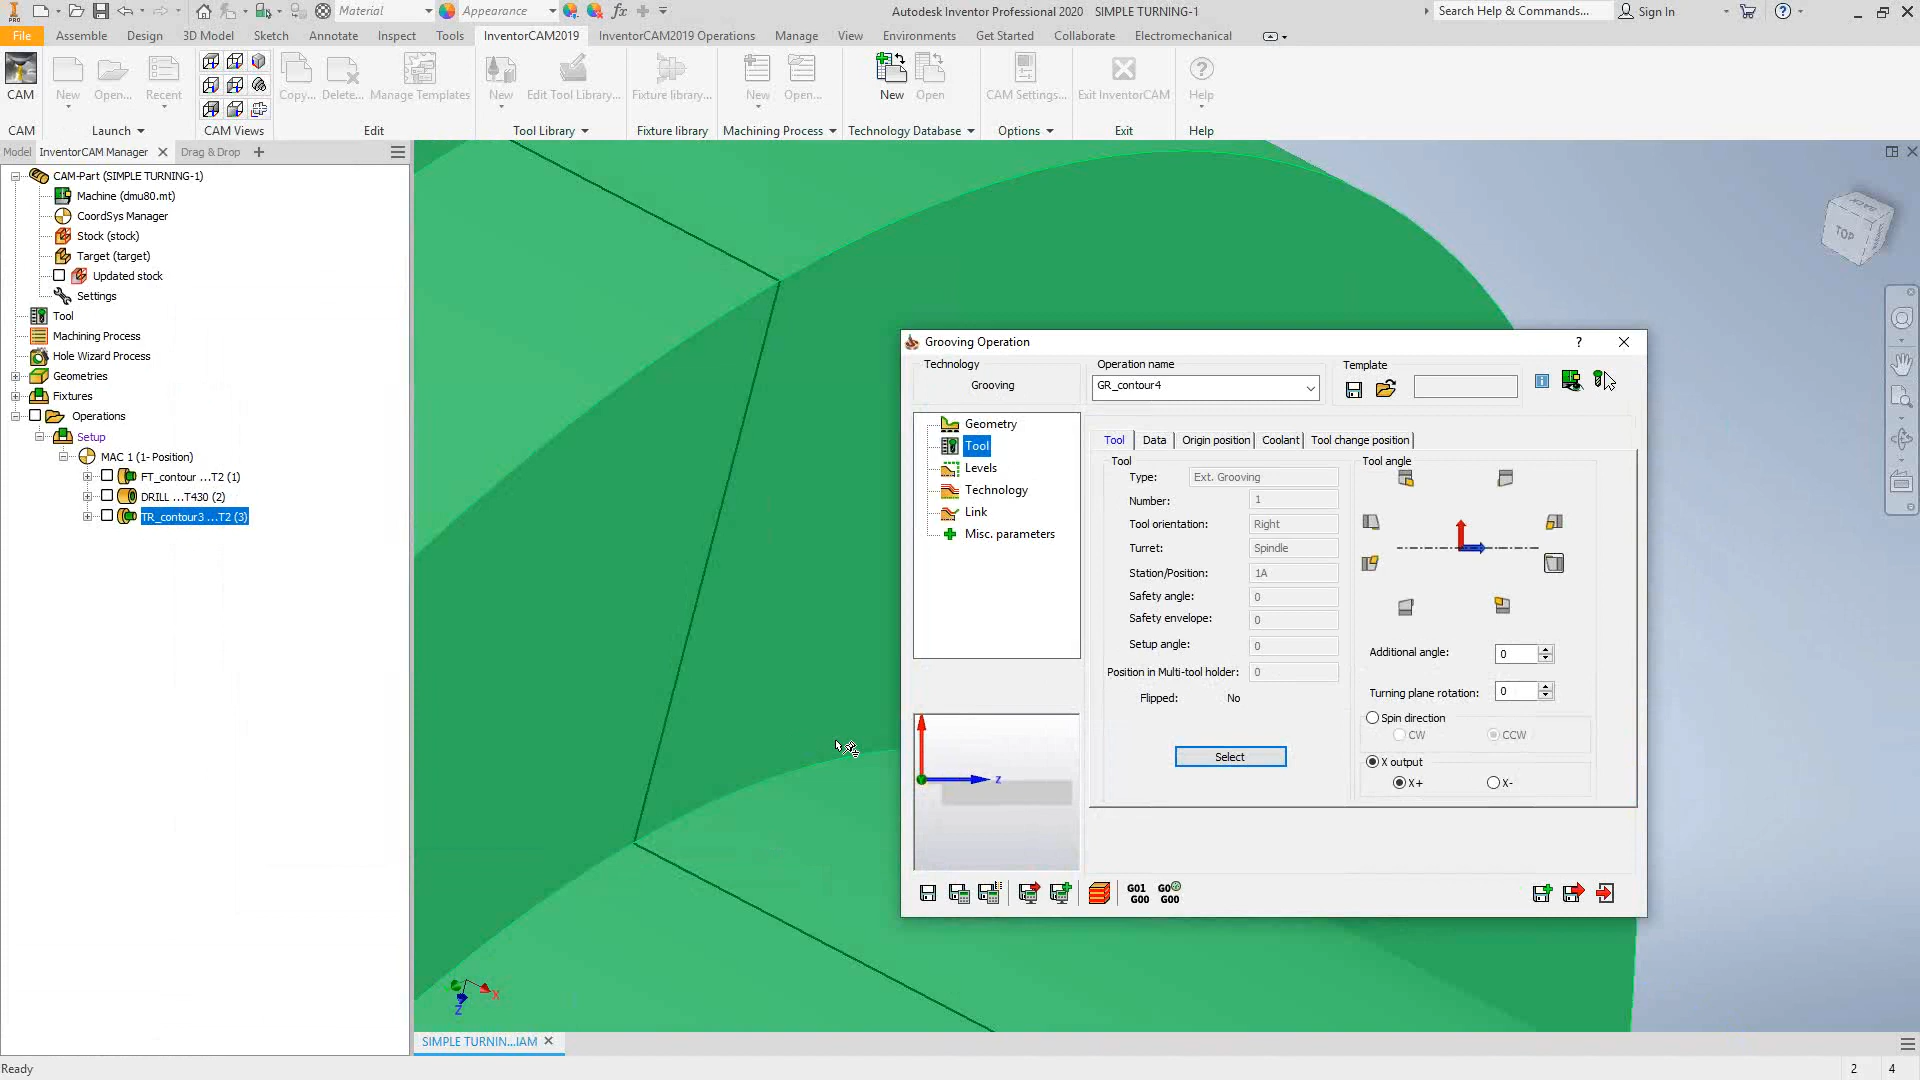 PRO
Material
Appearance
fx
Autodesk Inventor Professional 2020 SIMPLE TURNING-1
Search Help & Commands...
Sign In
File
Assemble
Design
3D Model
Sketch
Annotate
Inspect
Tools
InventorCAM2019
InventorCAM2019 Operations
Manage
View
Environments
Get Started
Collaborate
Electromechanical
CAM
New
Open...
Recent
Copy...
Delete...
Manage Templates
New
Edit Tool Library...
Fixture library...
New
Open...
New
Open
CAM Settings...
Exit InventorCAM
Help
CAM
Launch
CAM Views
Edit
Tool Library
Fixture library
Machining Process
Technology Database
Options
Exit
Help
Model
InventorCAM Manager
Drag & Drop
CAM-Part (SIMPLE TURNING-1)
Machine (dmu80.mt)
CoordSys Manager
Stock (stock)
Target (target)
Updated stock
Settings
Tool
Machining Process
Hole Wizard Process
Geometries
Fixtures
Operations
Setup
MAC 1 (1- Position)
FT_contour ...T2 (1)
DRILL ...T430 (2)
TR_contour3 ...T2 (3)
BACK
TOP
Grooving Operation
?
Technology
Grooving
Operation name
GR_contour4
Template
Geometry
Tool
Levels
Technology
Link
Misc. parameters
Tool
Data
Origin position
Coolant
Tool change position
Tool
Type: Ext. Grooving
Number: 1
Tool orientation: Right
Turret: Spindle
Station/Position: 1A
Safety angle: 0
Safety envelope: 0
Setup angle: 0
Position in Multi-tool holder: 0
Flipped: No
Select
Tool angle
Additional angle: 0
Turning plane rotation: 0
Spin direction
CW
CCW
X output
X+
X-
Z
G01
G00
G0
G00
X
Z
SIMPLE TURNIN...IAM
Ready
2
4